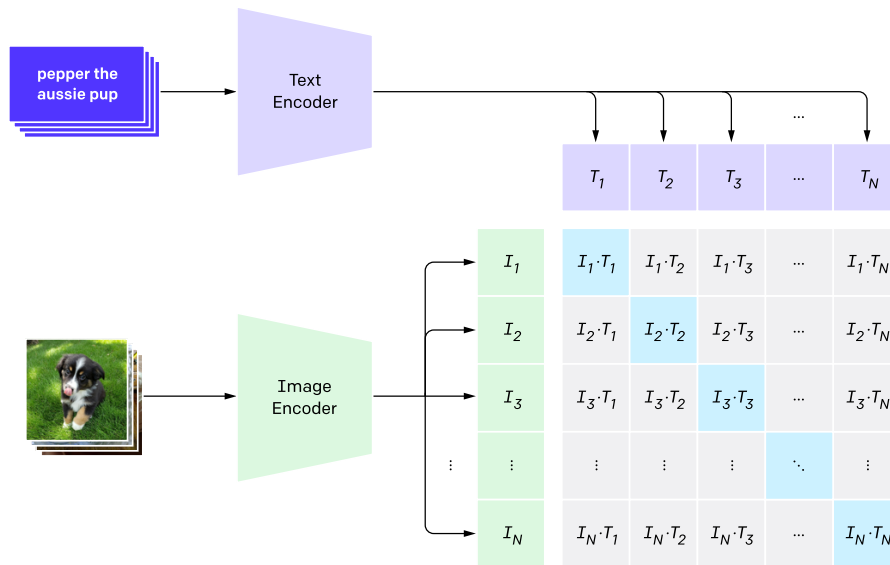 pepper the
aussie pup
Text
Encoder
...
T1 T2 T3 ... TN
I1 I1·T1 I1·T2 I1·T3 ... I1·TN
I2 I2·T1 I2·T2 I2·T3 ... I2·TN
Image
Encoder
I3 I3·T1 I3·T2 I3·T3 ... I3·TN
⋮ ⋮ ⋮ ⋮ ⋮ ⋱ ⋮
IN IN·T1 IN·T2 IN·T3 ... IN·TN